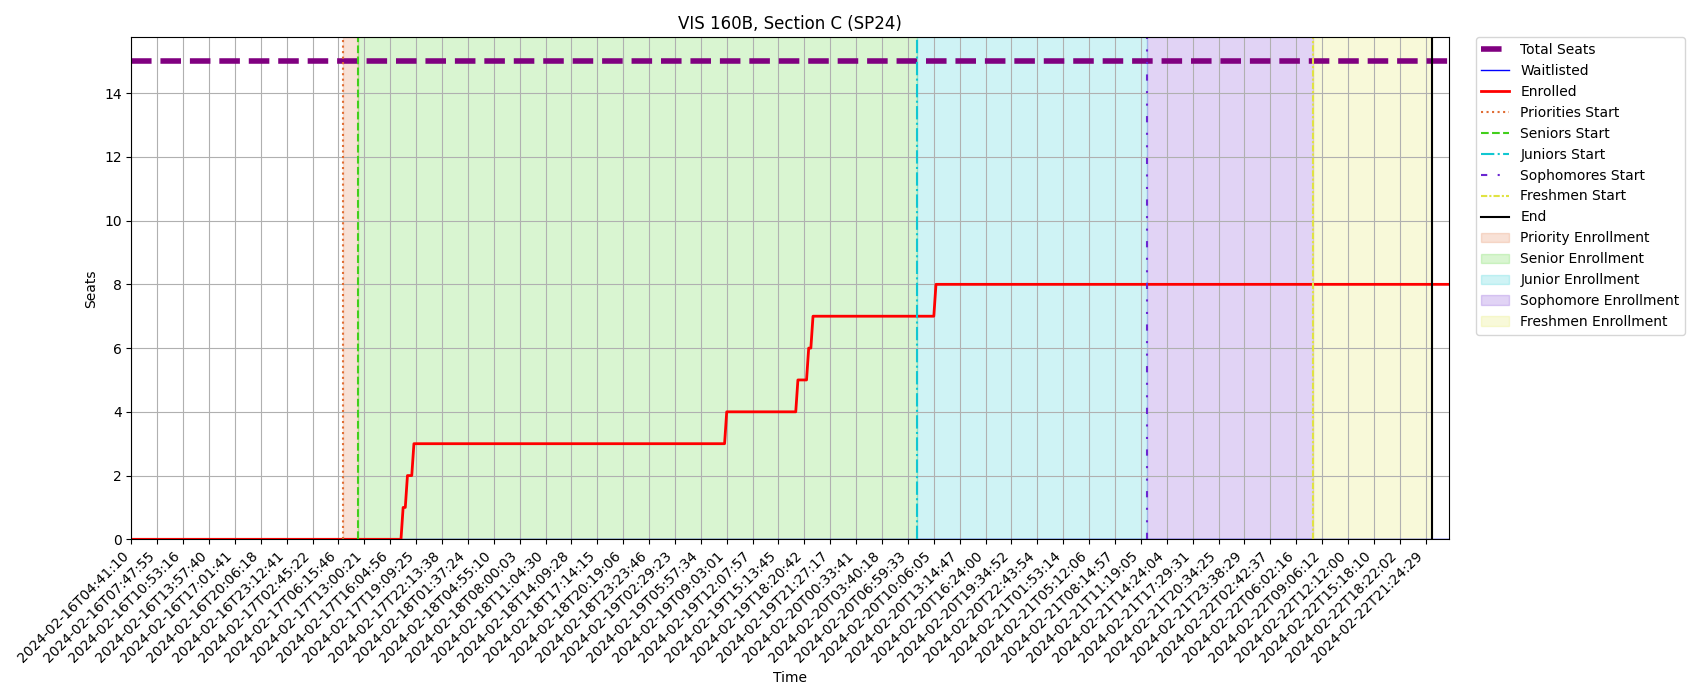 VIS 160B, Section C (SP24)
Seats
14
12
10
8
6
4
2
0
2024-02-16T04:41:10
2024-02-16T07:47:55
2024-02-16T10:53:16
2024-02-16T13:57:40
2024-02-16T17:01:41
2024-02-16T20:06:18
2024-02-16T23:12:41
2024-02-17T02:45:22
2024-02-17T06:15:46
2024-02-17T13:00:21
2024-02-17T16:04:56
2024-02-17T19:09:25
2024-02-17T22:13:38
2024-02-18T01:37:24
2024-02-18T04:55:10
2024-02-18T08:00:03
2024-02-18T11:04:30
2024-02-18T14:09:28
2024-02-18T17:14:15
2024-02-18T20:19:06
2024-02-18T23:23:46
2024-02-19T02:29:23
2024-02-19T05:57:34
2024-02-19T09:03:01
2024-02-19T12:07:57
2024-02-19T15:13:45
2024-02-19T18:20:42
2024-02-19T21:27:17
2024-02-20T00:33:41
2024-02-20T03:40:18
2024-02-20T06:59:33
2024-02-20T10:06:05
2024-02-20T13:14:47
2024-02-20T16:24:00
2024-02-20T19:34:52
2024-02-20T22:43:54
2024-02-21T01:53:14
2024-02-21T05:12:06
2024-02-21T08:14:57
2024-02-21T11:19:05
2024-02-21T14:24:04
2024-02-21T17:29:31
2024-02-21T20:34:25
2024-02-21T23:38:29
2024-02-22T02:42:37
2024-02-22T06:02:16
2024-02-22T09:06:12
2024-02-22T12:12:00
2024-02-22T15:18:10
2024-02-22T18:22:02
2024-02-22T21:24:29
Time
Total Seats
Waitlisted
Enrolled
Priorities Start
Seniors Start
Juniors Start
Sophomores Start
Freshmen Start
End
Priority Enrollment
Senior Enrollment
Junior Enrollment
Sophomore Enrollment
Freshmen Enrollment